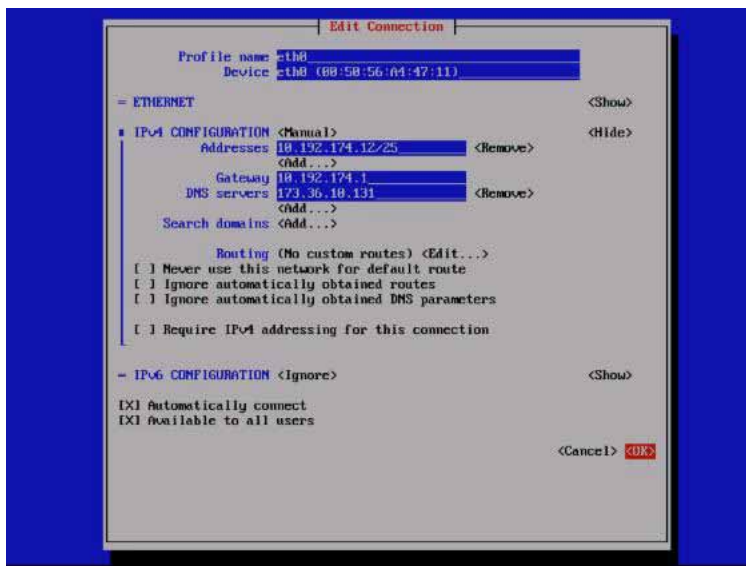 Edit Connection
Profile name eth0
Device eth0 (00:50:56:A4:47:11)
= ETHERNET <Show>
IPv4 CONFIGURATION <Manual> <Hide>
Addresses 10.192.174.12/25 <Remove>
<Add...>
Gateway 10.192.174.1
DNS servers 173.36.10.131 <Remove>
<Add...>
Search domains <Add...>
Routing (No custom routes) <Edit...>
[ ] Never use this network for default route
[ ] Ignore automatically obtained routes
[ ] Ignore automatically obtained DNS parameters
[ ] Require IPv4 addressing for this connection
= IPv6 CONFIGURATION <Ignore> <Show>
[X] Automatically connect
[X] Available to all users
<Cancel> <OK>